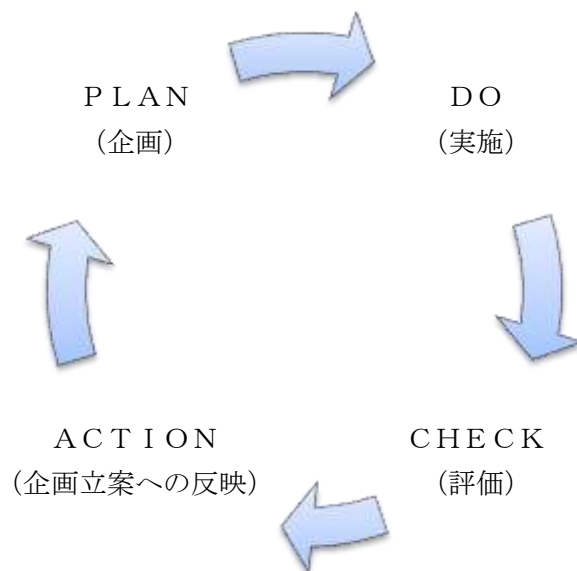 ＰＬＡＮ
（企画）
ＤＯ
（実施）
ＡＣＴＩＯＮ
（企画立案への反映）
ＣＨＥＣＫ
（評価）